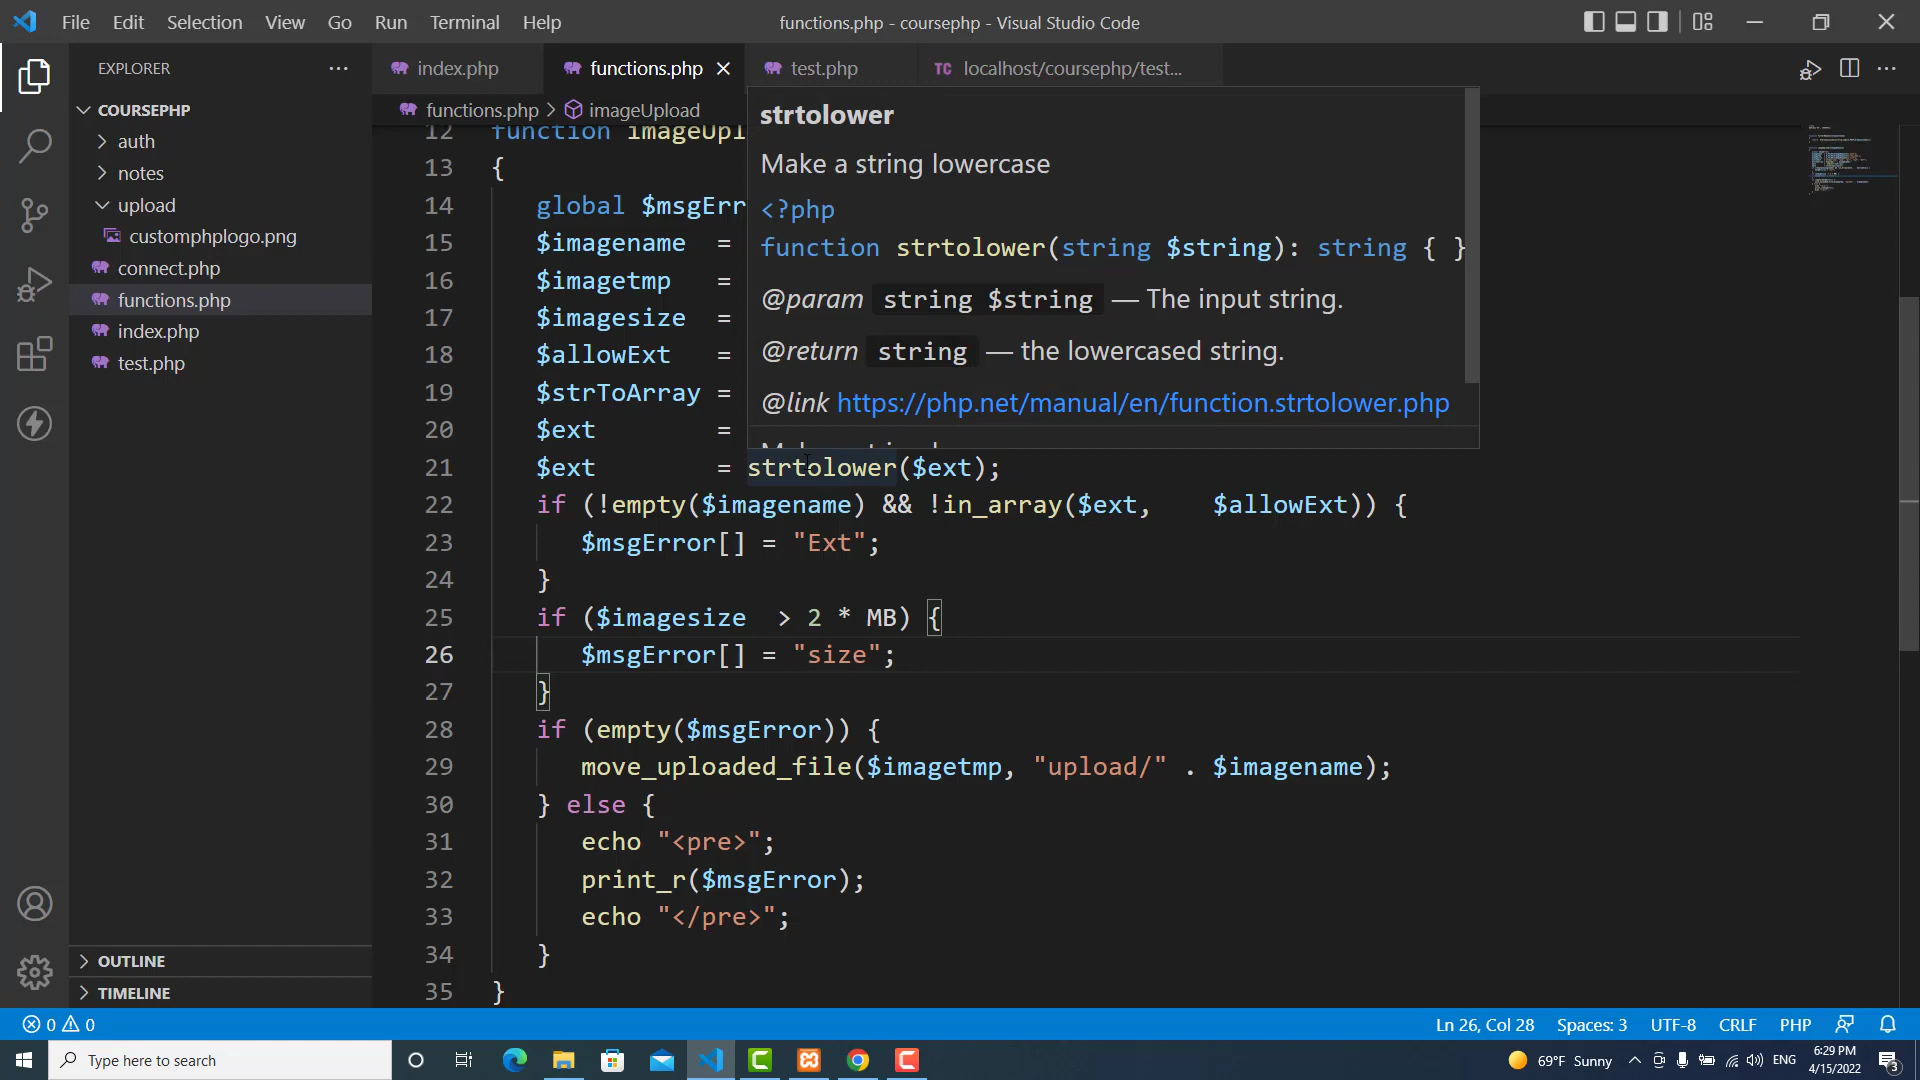 File Edit Selection View Go Run Terminal Help
functions.php - coursephp - Visual Studio Code
EXPLORER
COURSEPHP
auth
notes
upload
customphplogo.png
connect.php
functions.php
index.php
test.php
OUTLINE
TIMELINE
index.php
functions.php
test.php
TC localhost/coursephp/test...
functions.php > imageUpload
strtolower
Make a string lowercase
<?php
function strtolower(string $string): string { }
@param string $string — The input string.
@return string — the lowercased string.
@link https://php.net/manual/en/function.strtolower.php
12 function imageUpl
13 {
14 global $msgErr
15 $imagename =
16 $imagetmp =
17 $imagesize =
18 $allowExt =
19 $strToArray =
20 $ext =
21 $ext = strtolower($ext);
22 if (!empty($imagename) && !in_array($ext, $allowExt)) {
23 $msgError[] = "Ext";
24 }
25 if ($imagesize > 2 * MB) {
26 $msgError[] = "size";
27 }
28 if (empty($msgError)) {
29 move_uploaded_file($imagetmp, "upload/" . $imagename);
30 } else {
31 echo "<pre>";
32 print_r($msgError);
33 echo "</pre>";
34 }
35 }
0 0
Ln 26, Col 28 Spaces: 3 UTF-8 CRLF PHP
Type here to search
69°F Sunny
ENG
6:29 PM
4/15/2022
3